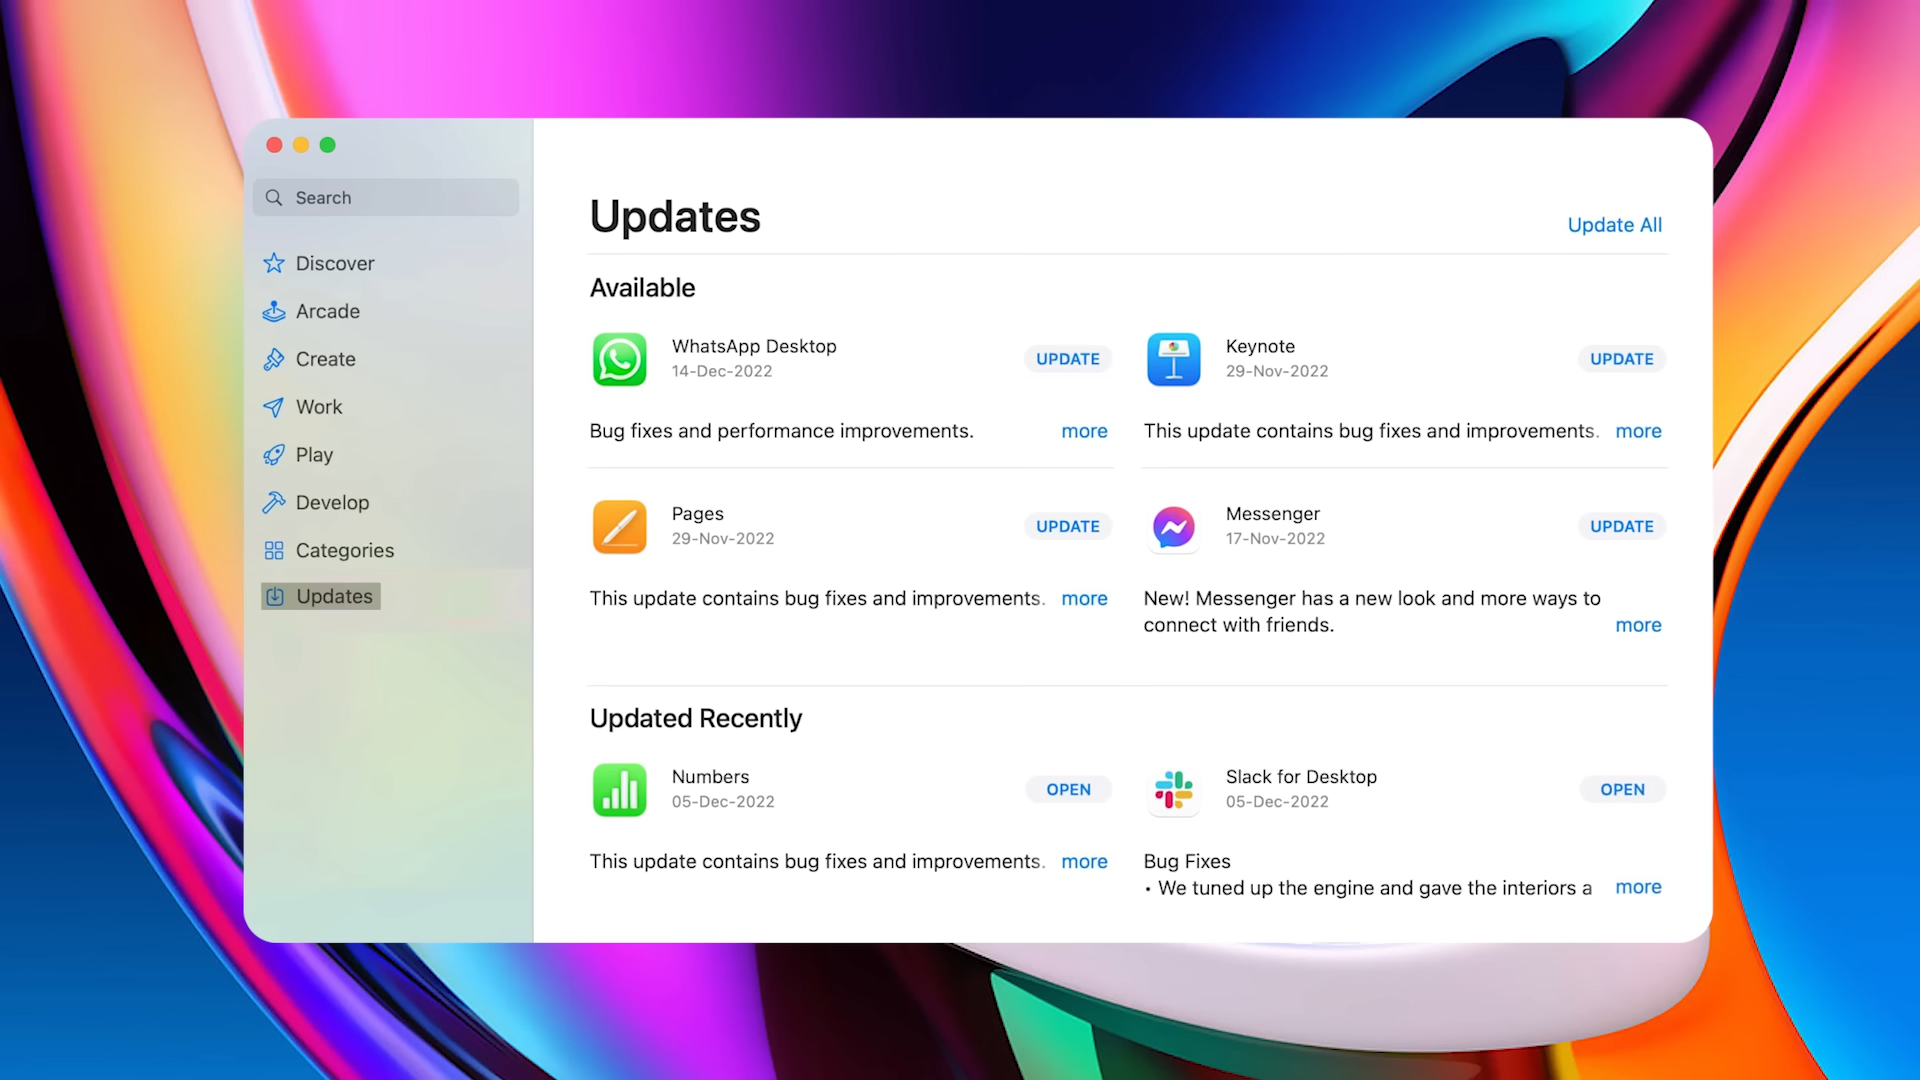 Search
Discover
Arcade
Create
Work
Play
Develop
Categories
Updates
Updates
Update All
Available
WhatsApp Desktop
14-Dec-2022
UPDATE
Bug fixes and performance improvements. more
Keynote
29-Nov-2022
UPDATE
This update contains bug fixes and improvements. more
Pages
29-Nov-2022
UPDATE
This update contains bug fixes and improvements. more
Messenger
17-Nov-2022
UPDATE
New! Messenger has a new look and more ways to
connect with friends. more
Updated Recently
Numbers
05-Dec-2022
OPEN
This update contains bug fixes and improvements. more
Slack for Desktop
05-Dec-2022
OPEN
Bug Fixes
• We tuned up the engine and gave the interiors a more